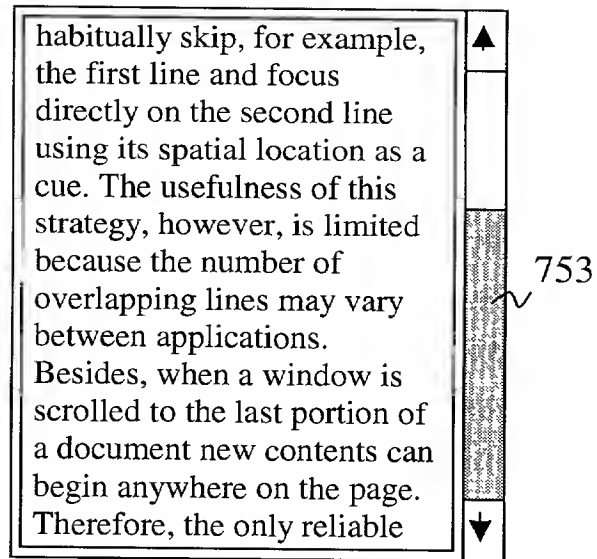 habitually skip, for example,
the first line and focus
directly on the second line
using its spatial location as a
cue. The usefulness of this
strategy, however, is limited
because the number of
overlapping lines may vary
between applications.
Besides, when a window is
scrolled to the last portion of
a document new contents can
begin anywhere on the page.
Therefore, the only reliable
753